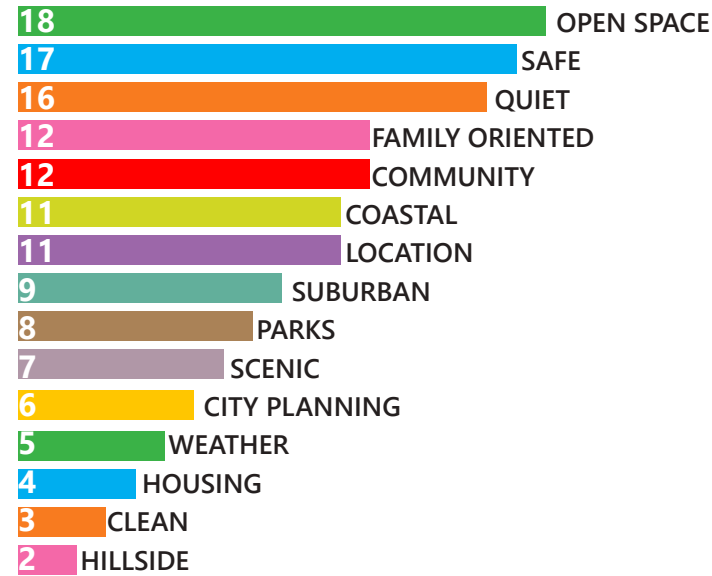 18 OPEN SPACE
17 SAFE
16 QUIET
12 FAMILY ORIENTED
12 COMMUNITY
11 COASTAL
11 LOCATION
9 SUBURBAN
8 PARKS
7 SCENIC
6 CITY PLANNING
5 WEATHER
4 HOUSING
3 CLEAN
2 HILLSIDE